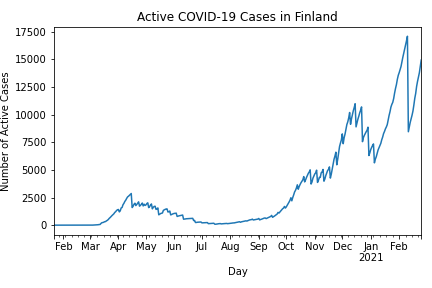 Active COVID-19 Cases in Finland
Number of Active Cases
17500
15000
12500
10000
7500
5000
2500
0
Feb Mar Apr May Jun Jul Aug Sep Oct Nov Dec Jan Feb
2021
Day